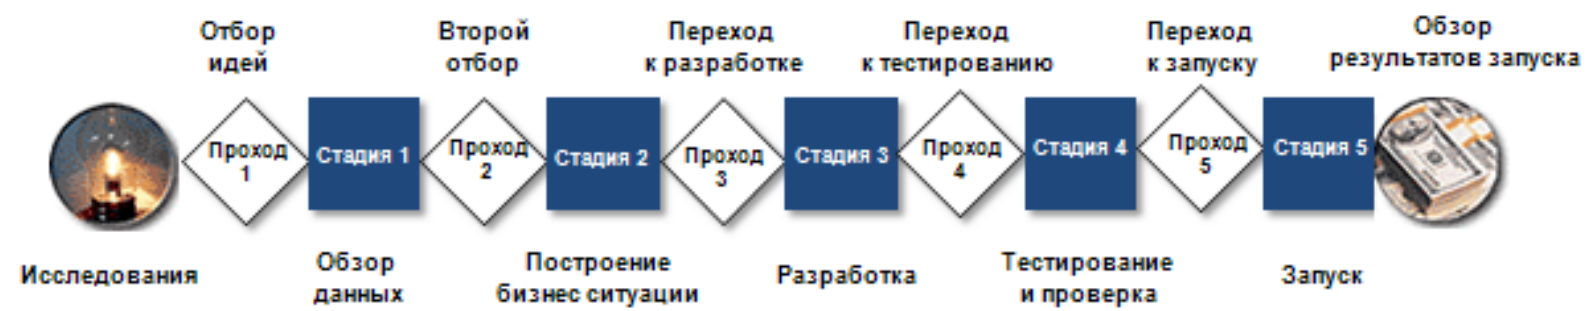 Отбор
идей
Второй
отбор
Переход
к разработке
Переход
к тестированию
Переход
к запуску
Обзор
результатов запуска
Проход
1
Стадия 1
Проход
2
Стадия 2
Проход
3
Стадия 3
Проход
4
Стадия 4
Проход
5
Стадия 5
Исследования
Обзор
данных
Построение
бизнес ситуации
Разработка
Тестирование
и проверка
Запуск